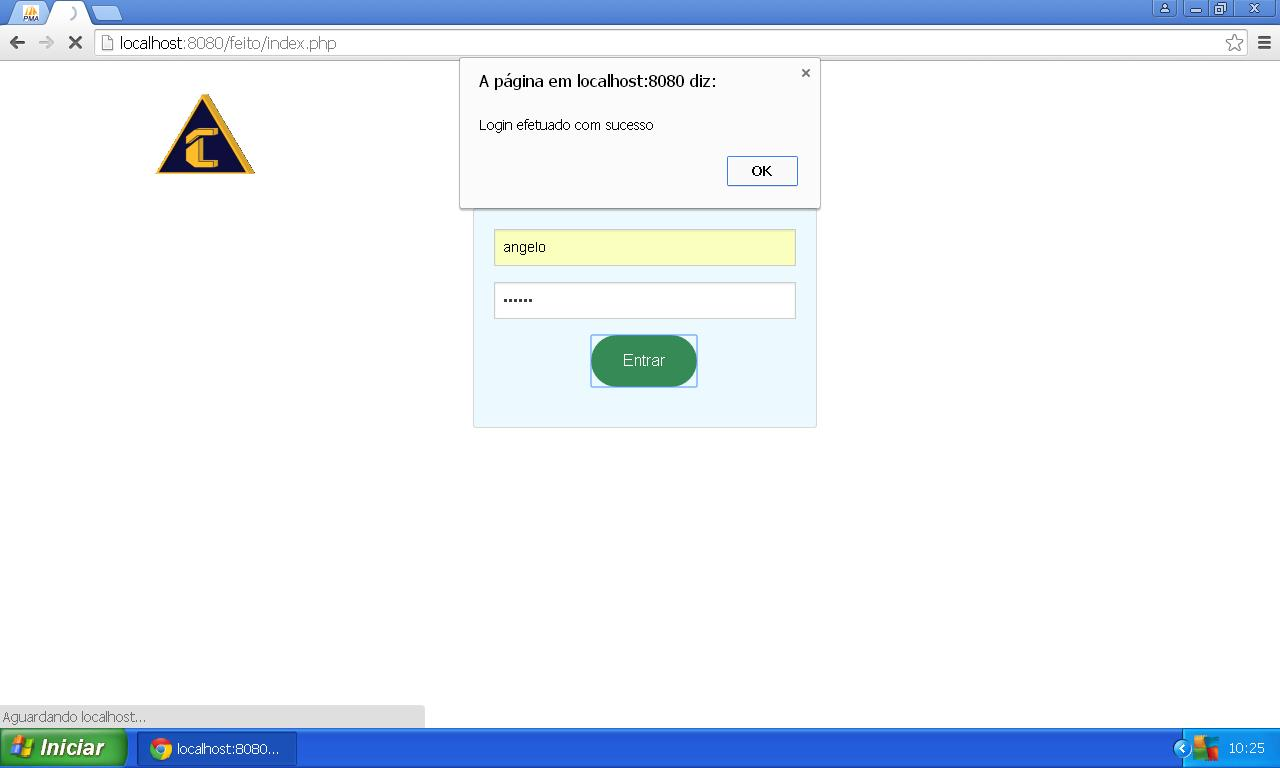 PMA
localhost:8080/feito/index.php
A página em localhost:8080 diz:
Login efetuado com sucesso
OK
angelo
••••••
Entrar
Aguardando localhost...
Iniciar
localhost:8080...
10:25